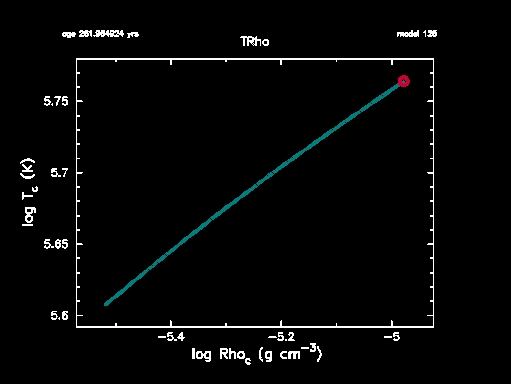 age 261.964924 yrs
model 126
TRho
5.75
5.7
5.65
5.6
log T_c (K)
−5.4
−5.2
−5
log Rho_c (g cm^−3)